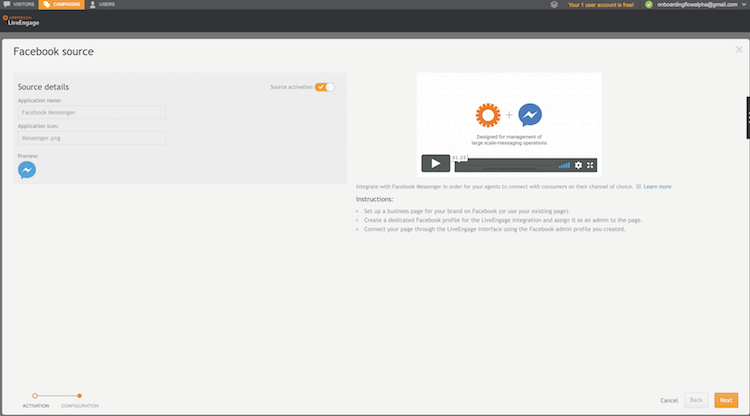 VISITORS CAMPAIGNS USERS Your 1 user account is free! onboardingflowalpha@gmail.com
LIVEPERSON
LiveEngage
Facebook source
Source details Source activation
Application name:
Facebook Messenger
Application icon:
Messenger.png
Preview:
Designed for management of
large scale-messaging operations
01:29
Integrate with Facebook Messenger in order for your agents to connect with consumers on their channel of choice. Learn more
Instructions:
Set up a business page for your brand on Facebook (or use your existing page).
Create a dedicated Facebook profile for the LiveEngage integration and assign it as an admin to the page.
Connect your page through the LiveEngage interface using the Facebook admin profile you created.
ACTIVATION CONFIGURATION
Cancel Back Next